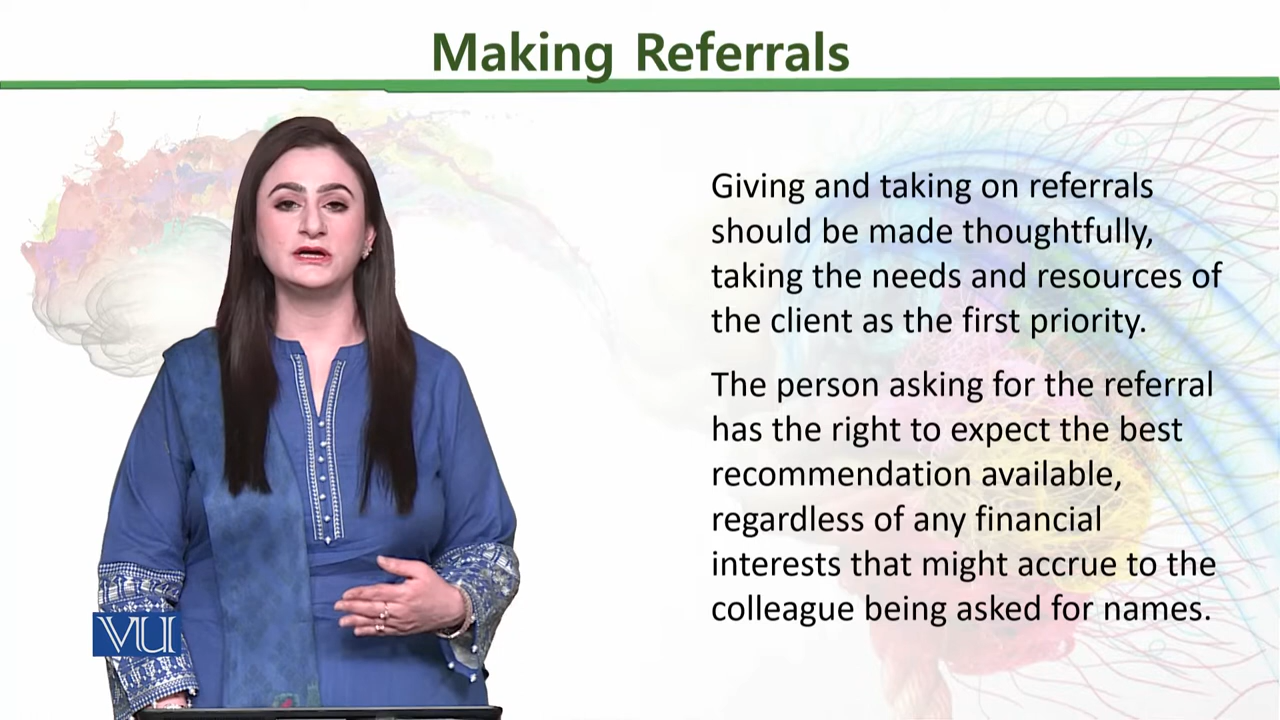 Making Referrals
Giving and taking on referrals
should be made thoughtfully,
taking the needs and resources of
the client as the first priority.
The person asking for the referral
has the right to expect the best
recommendation available,
regardless of any financial
interests that might accrue to the
colleague being asked for names.
VU